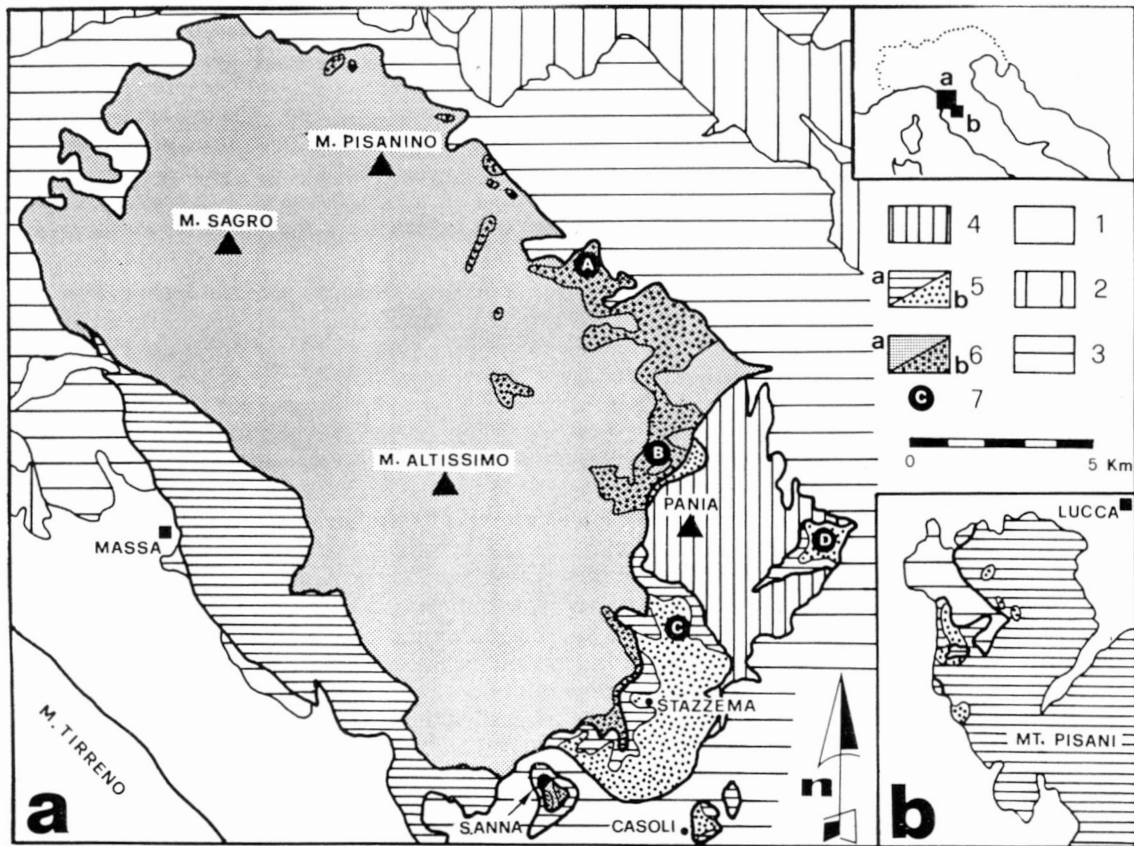 M. PISANINO
M. SAGRO
A
M. ALTISSIMO
B
PANIA
MASSA
D
C
STAZZEMA
M. TIRRENO
S.ANNA
CASOLI
a
n
a
b
4
1
a
b
5
2
a
b
6
3
C
7
0
5 Km
LUCCA
MT. PISANI
b